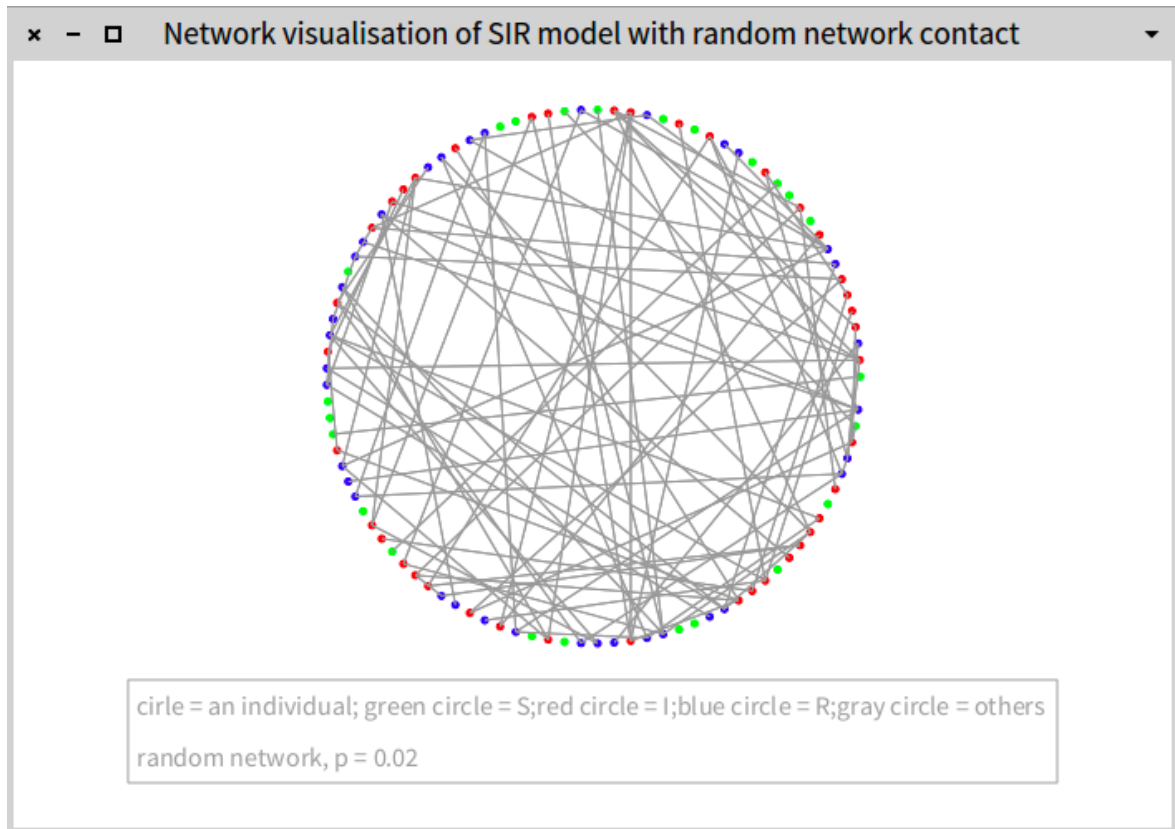 Network visualisation of SIR model with random network contact
cirle = an individual; green circle = S;red circle = I;blue circle = R;gray circle = others
random network, p = 0.02